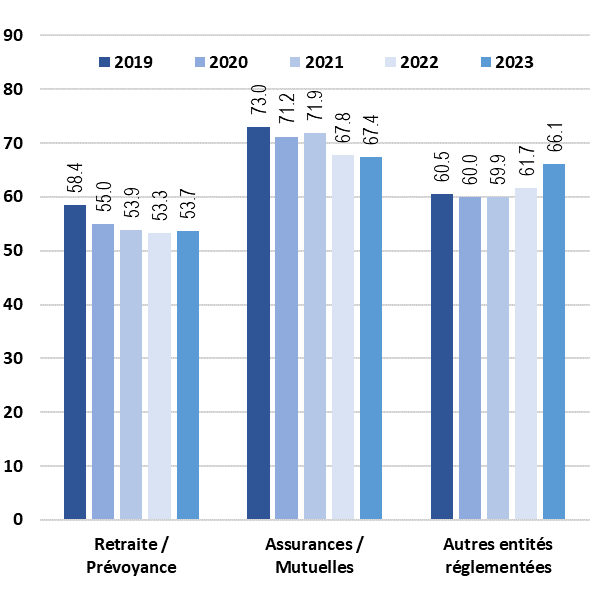 90
80
70
60
50
40
30
20
10
0
2019 2020 2021 2022 2023
58.4 55.0 53.9 53.3 53.7
73.0 71.2 71.9 67.8 67.4
60.5 60.0 59.9 61.7 66.1
Retraite /
Prévoyance
Assurances /
Mutuelles
Autres entités
réglementées